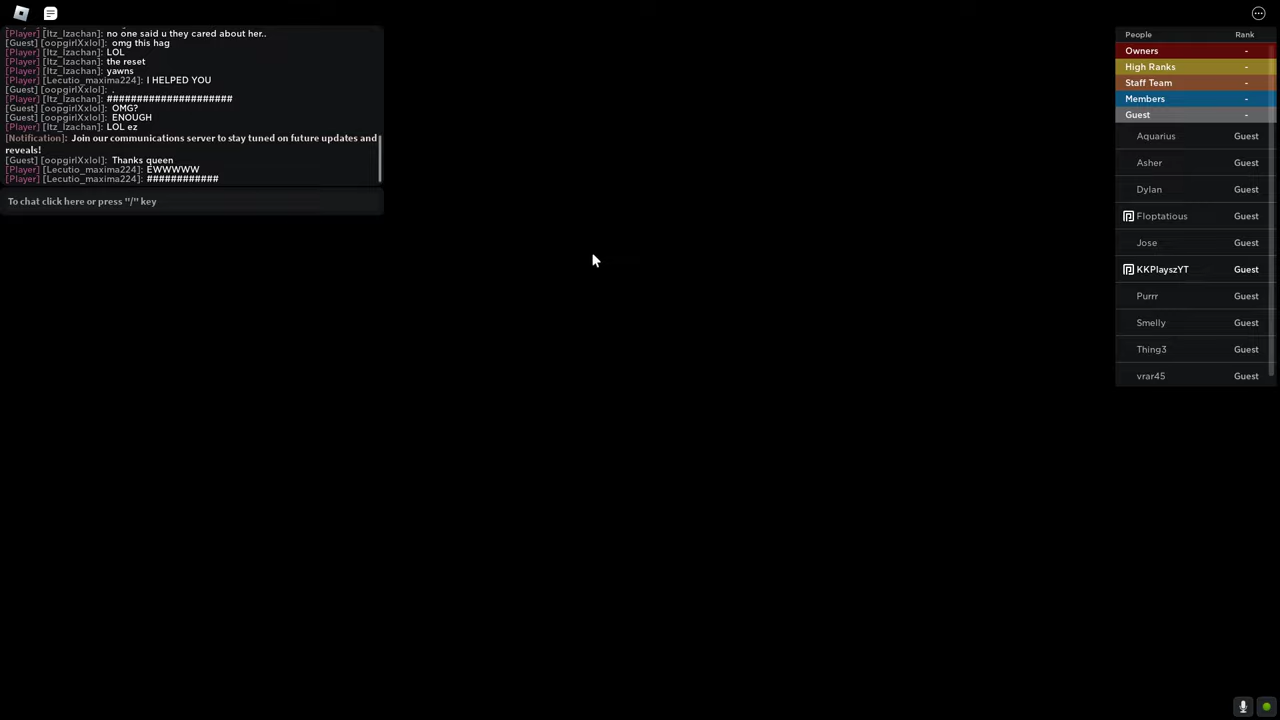 [Player] [Itz_Izachan]: no one said u they cared about her..
[Guest] [oopgirlXxlol]: omg this hag
[Player] [Itz_Izachan]: LOL
[Player] [Itz_Izachan]: the reset
[Player] [Itz_Izachan]: yawns
[Player] [Lecutio_maxima224]: I HELPED YOU
[Guest] [oopgirlXxlol]: .
[Player] [Itz_Izachan]: #####################
[Guest] [oopgirlXxlol]: OMG?
[Guest] [oopgirlXxlol]: ENOUGH
[Player] [Itz_Izachan]: LOL ez
[Notification]: Join our communications server to stay tuned on future updates and
reveals!
[Guest] [oopgirlXxlol]: Thanks queen
[Player] [Lecutio_maxima224]: EWWWWW
[Player] [Lecutio_maxima224]: ############
To chat click here or press "/" key
People Rank
Owners -
High Ranks -
Staff Team -
Members -
Guest -
Aquarius Guest
Asher Guest
Dylan Guest
Floptatious Guest
Jose Guest
KKPlayszYT Guest
Purrr Guest
Smelly Guest
Thing3 Guest
vrar45 Guest